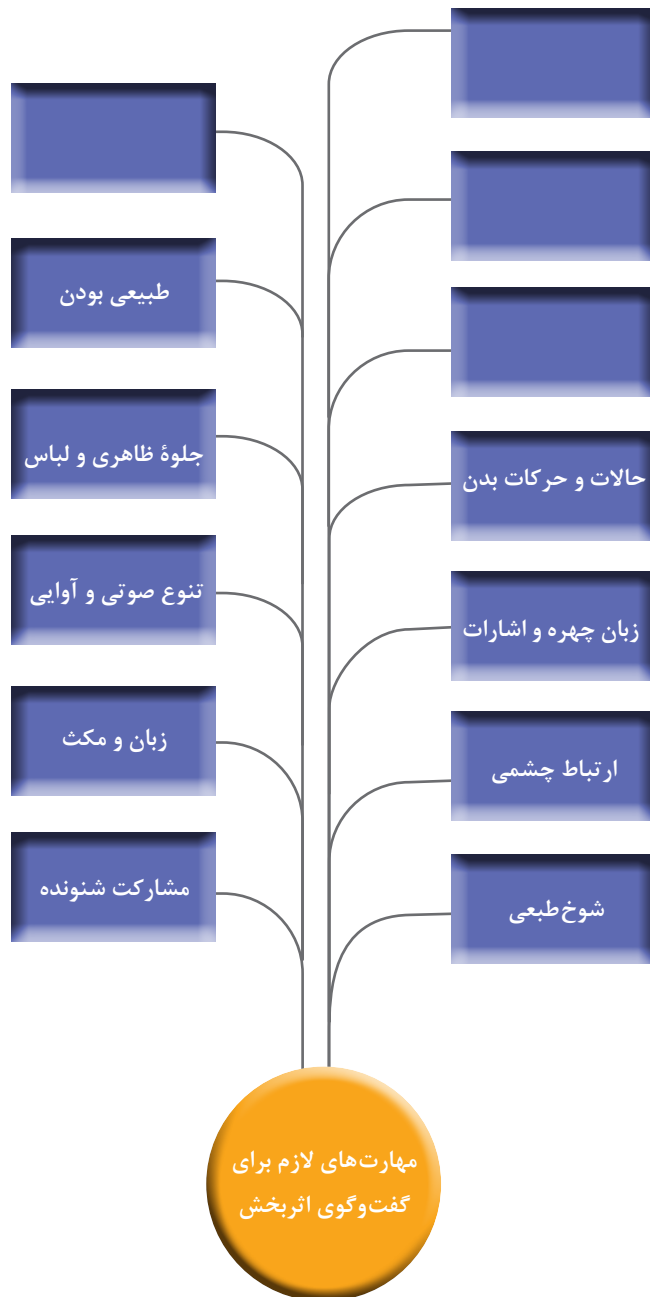 طبیعی بودن
جلوهٔ ظاهری و لباس
حالات و حرکات بدن
تنوع صوتی و آوایی
زبان چهره و اشارات
زبان و مکث
ارتباط چشمی
مشارکت شنونده
شوخ‌طبعی
مهارت‌های لازم برای
گفت‌وگوی اثربخش